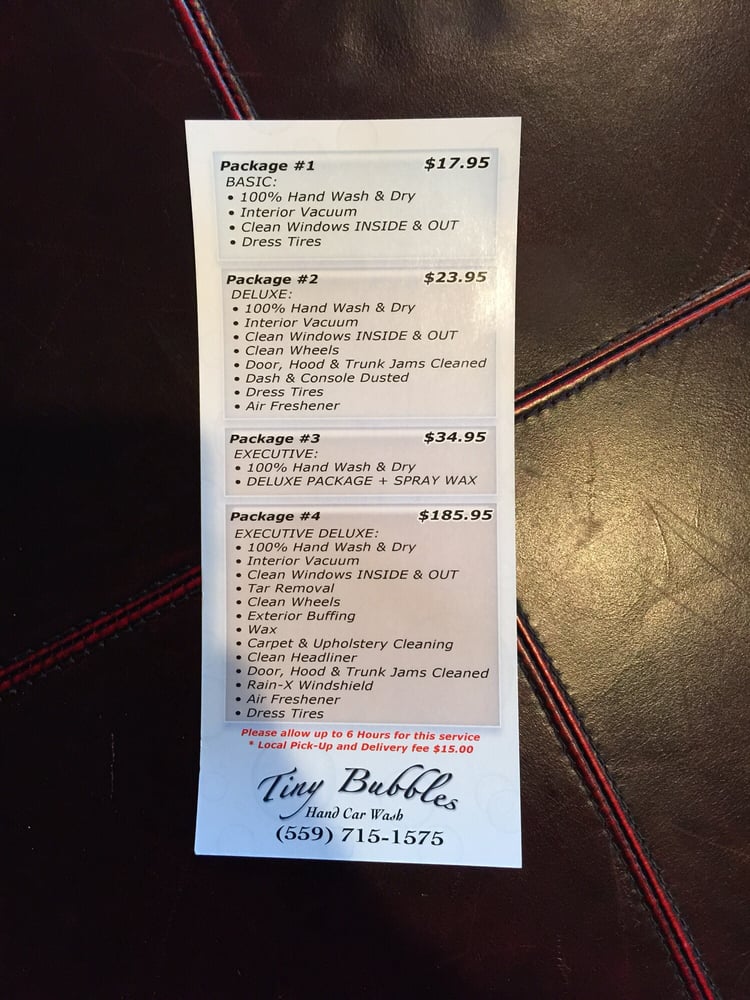 Package #1 $17.95
BASIC:
• 100% Hand Wash & Dry
• Interior Vacuum
• Clean Windows INSIDE & OUT
• Dress Tires
Package #2 $23.95
DELUXE:
• 100% Hand Wash & Dry
• Interior Vacuum
• Clean Windows INSIDE & OUT
• Clean Wheels
• Door, Hood & Trunk Jams Cleaned
• Dash & Console Dusted
• Dress Tires
• Air Freshener
Package #3 $34.95
EXECUTIVE:
• 100% Hand Wash & Dry
• DELUXE PACKAGE + SPRAY WAX
Package #4 $185.95
EXECUTIVE DELUXE:
• 100% Hand Wash & Dry
• Interior Vacuum
• Clean Windows INSIDE & OUT
• Tar Removal
• Clean Wheels
• Exterior Buffing
• Wax
• Carpet & Upholstery Cleaning
• Clean Headliner
• Door, Hood & Trunk Jams Cleaned
• Rain-X Windshield
• Air Freshener
• Dress Tires
Please allow up to 6 Hours for this service
* Local Pick-Up and Delivery fee $15.00
Tiny Bubbles
Hand Car Wash
(559) 715-1575